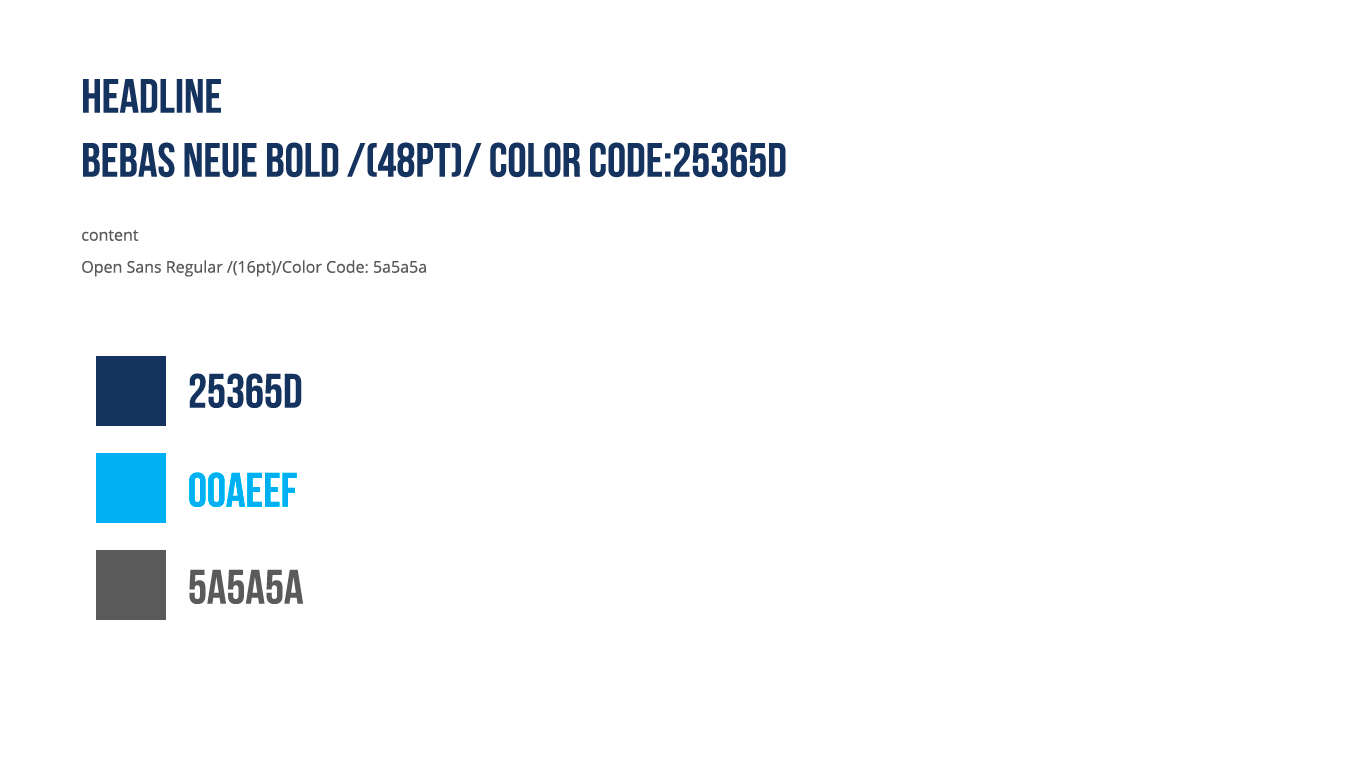 HEADLINE
BEBAS NEUE BOLD /(48PT)/ COLOR CODE:25365D
content
Open Sans Regular /(16pt)/Color Code: 5a5a5a
25365D
00AEEF
5A5A5A